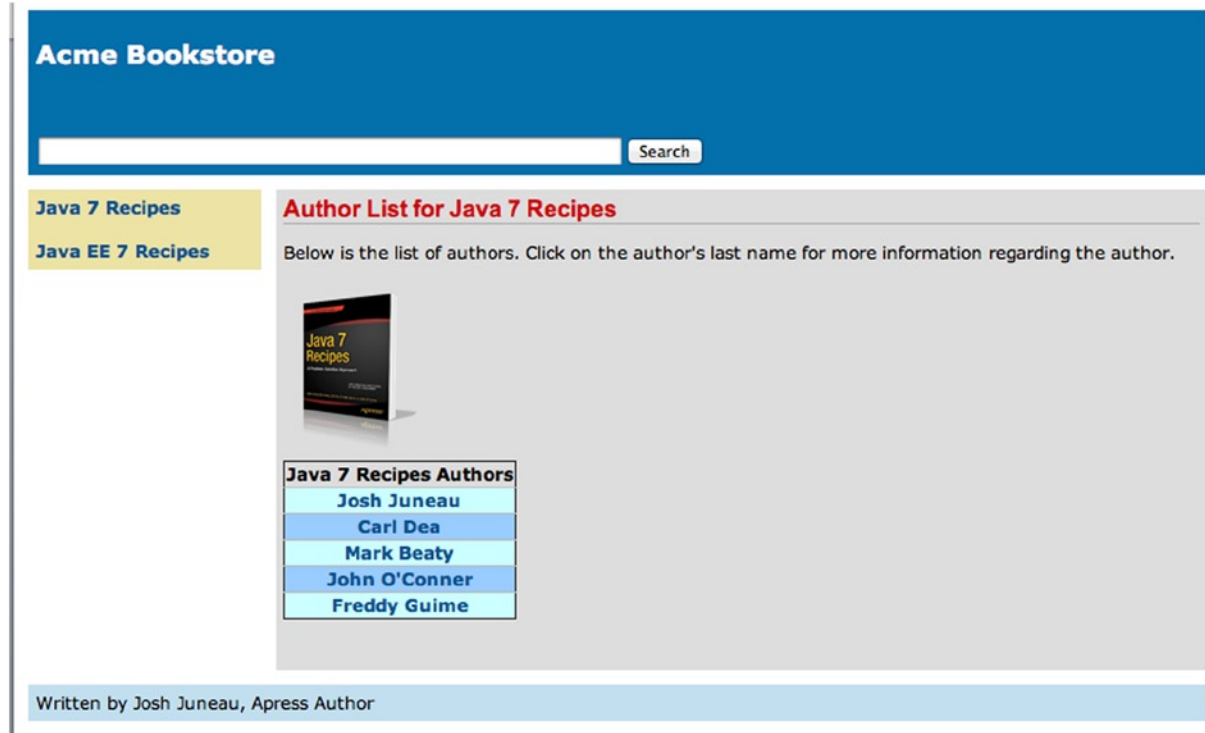 Acme Bookstore
Search
Java 7 Recipes
Java EE 7 Recipes
Author List for Java 7 Recipes
Below is the list of authors. Click on the author's last name for more information regarding the author.
Java 7
Recipes
Java 7 Recipes Authors
Josh Juneau
Carl Dea
Mark Beaty
John O'Conner
Freddy Guime
Written by Josh Juneau, Apress Author